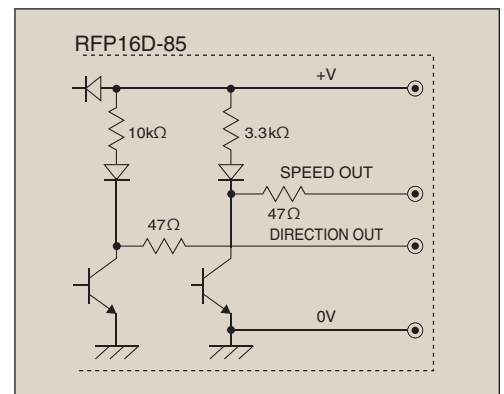 RFP16D-85
+V
10kΩ
3.3kΩ
SPEED OUT
47Ω
47Ω
DIRECTION OUT
0V